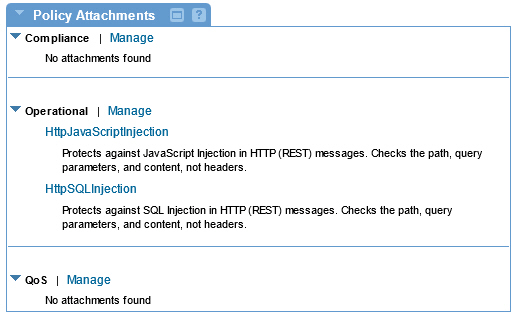 Policy Attachments ?
Compliance | Manage
No attachments found
Operational | Manage
HttpJavaScriptInjection
Protects against JavaScript Injection in HTTP (REST) messages. Checks the path, query
parameters, and content, not headers.
HttpSQLInjection
Protects against SQL Injection in HTTP (REST) messages. Checks the path, query
parameters, and content, not headers.
QoS | Manage
No attachments found